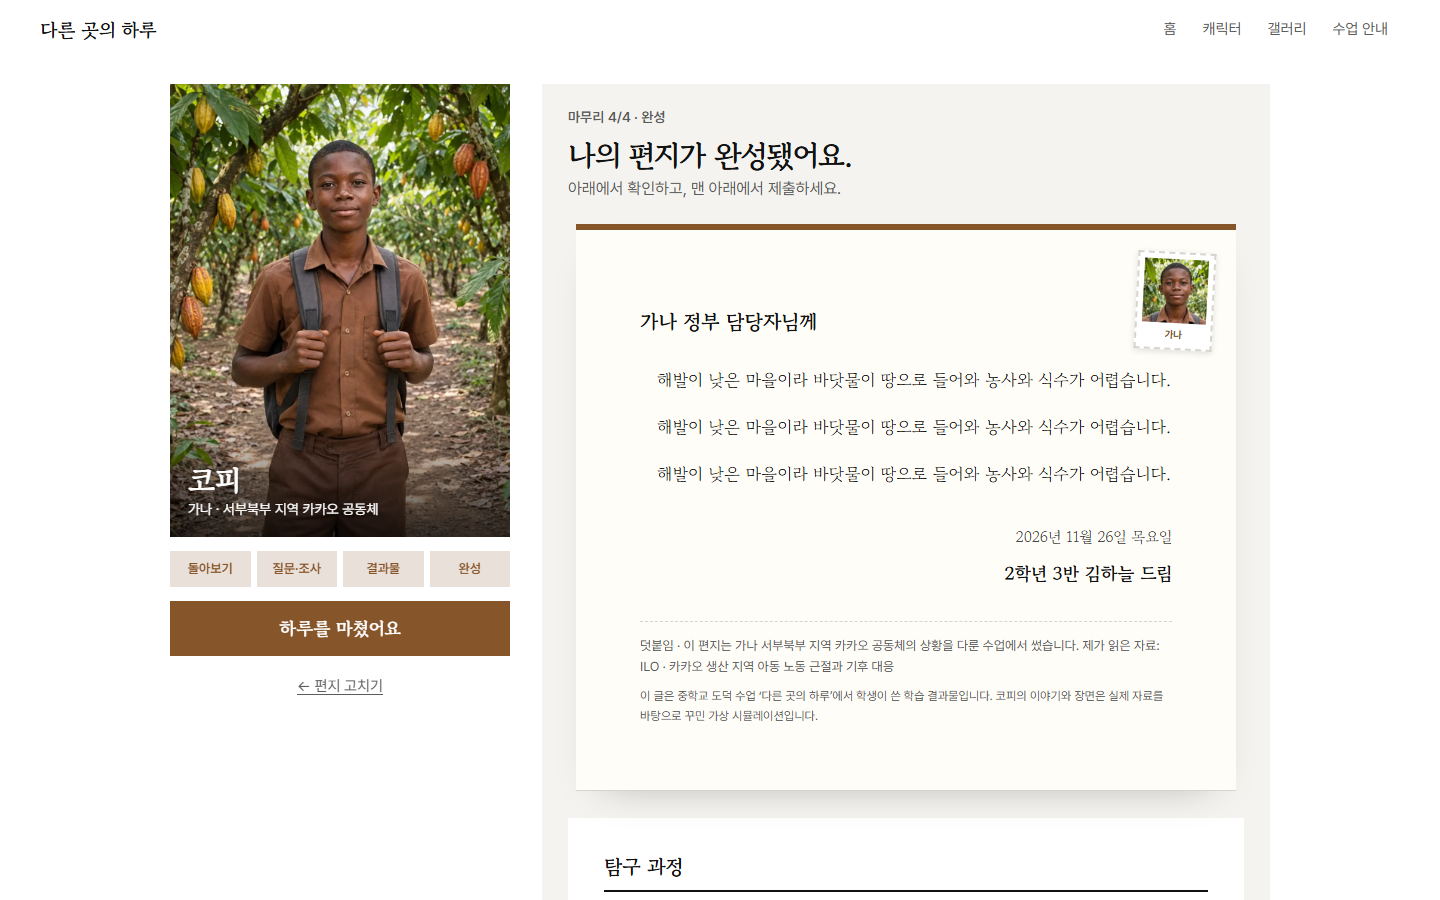 다른 곳의 하루
홈 캐릭터 갤러리 수업 안내
코피
가나 · 서부북부 지역 카카오 공동체
돌아보기 질문·조사 결과물 완성
하루를 마쳤어요
← 편지 고치기
마무리 4/4 · 완성
나의 편지가 완성됐어요.
아래에서 확인하고, 맨 아래에서 제출하세요.
가나
가나 정부 담당자님께
해발이 낮은 마을이라 바닷물이 땅으로 들어와 농사와 식수가 어렵습니다.
해발이 낮은 마을이라 바닷물이 땅으로 들어와 농사와 식수가 어렵습니다.
해발이 낮은 마을이라 바닷물이 땅으로 들어와 농사와 식수가 어렵습니다.
2026년 11월 26일 목요일
2학년 3반 김하늘 드림
덧붙임 · 이 편지는 가나 서부북부 지역 카카오 공동체의 상황을 다룬 수업에서 썼습니다. 제가 읽은 자료:
ILO · 카카오 생산 지역 아동 노동 근절과 기후 대응
이 글은 중학교 도덕 수업 ‘다른 곳의 하루’에서 학생이 쓴 학습 결과물입니다. 코피의 이야기와 장면은 실제 자료를
바탕으로 꾸민 가상 시뮬레이션입니다.
탐구 과정